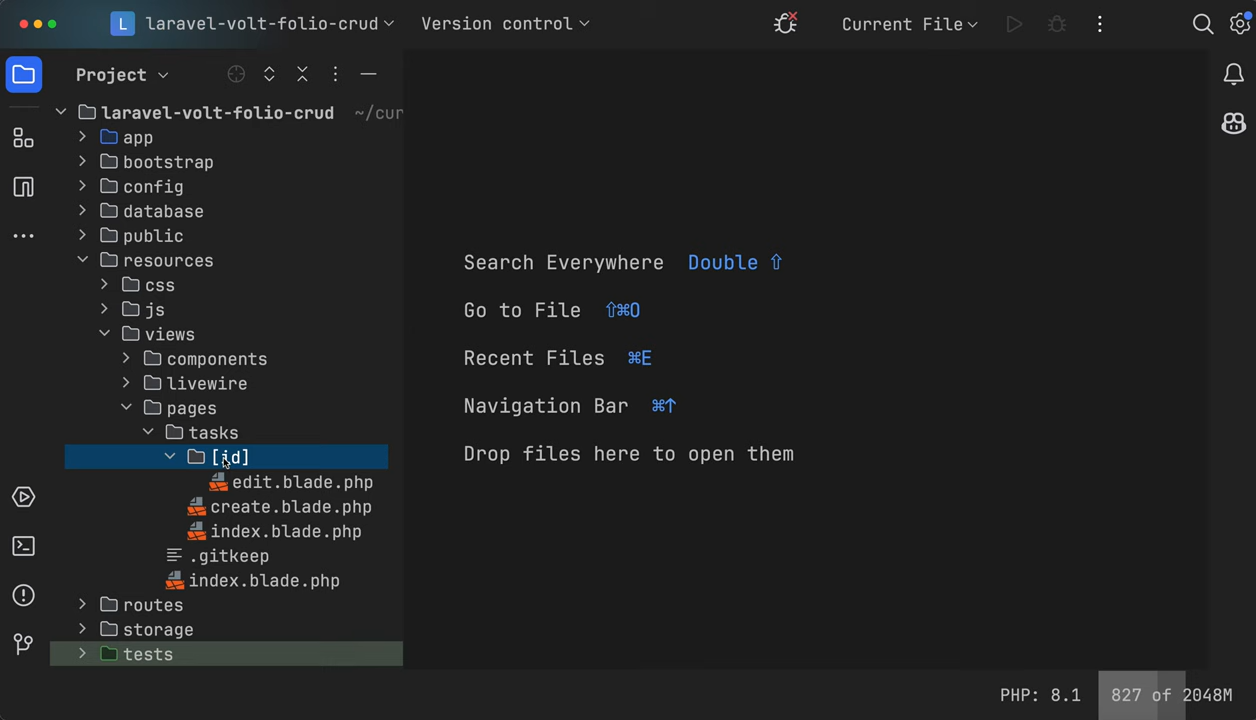 L laravel-volt-folio-crud Version control Current File
Project
laravel-volt-folio-crud ~/cur
app
bootstrap
config
database
public
resources
css
js
views
components
livewire
pages
tasks
[id]
edit.blade.php
create.blade.php
index.blade.php
.gitkeep
index.blade.php
routes
storage
tests
Search Everywhere Double ⇧
Go to File ⇧⌘O
Recent Files ⌘E
Navigation Bar ⌘↑
Drop files here to open them
PHP: 8.1 827 of 2048M